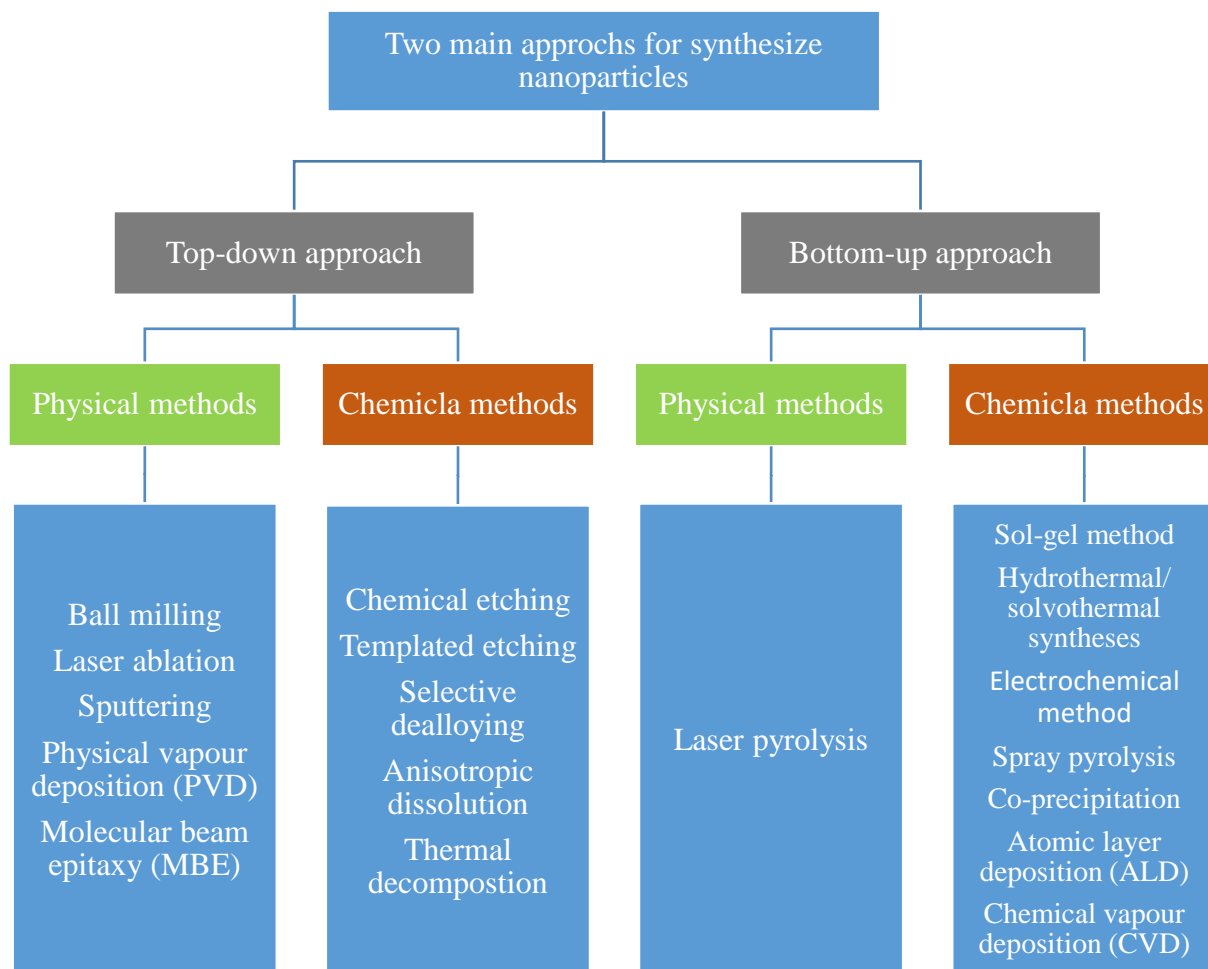 Two main approchs for synthesize
nanoparticles
Top-down approach
Bottom-up approach
Physical methods
Chemicla methods
Physical methods
Chemicla methods
Ball milling
Laser ablation
Sputtering
Physical vapour
deposition (PVD)
Molecular beam
epitaxy (MBE)
Chemical etching
Templated etching
Selective
dealloying
Anisotropic
dissolution
Thermal
decompostion
Laser pyrolysis
Sol-gel method
Hydrothermal/
solvothermal
syntheses
Electrochemical
method
Spray pyrolysis
Co-precipitation
Atomic layer
deposition (ALD)
Chemical vapour
deposition (CVD)